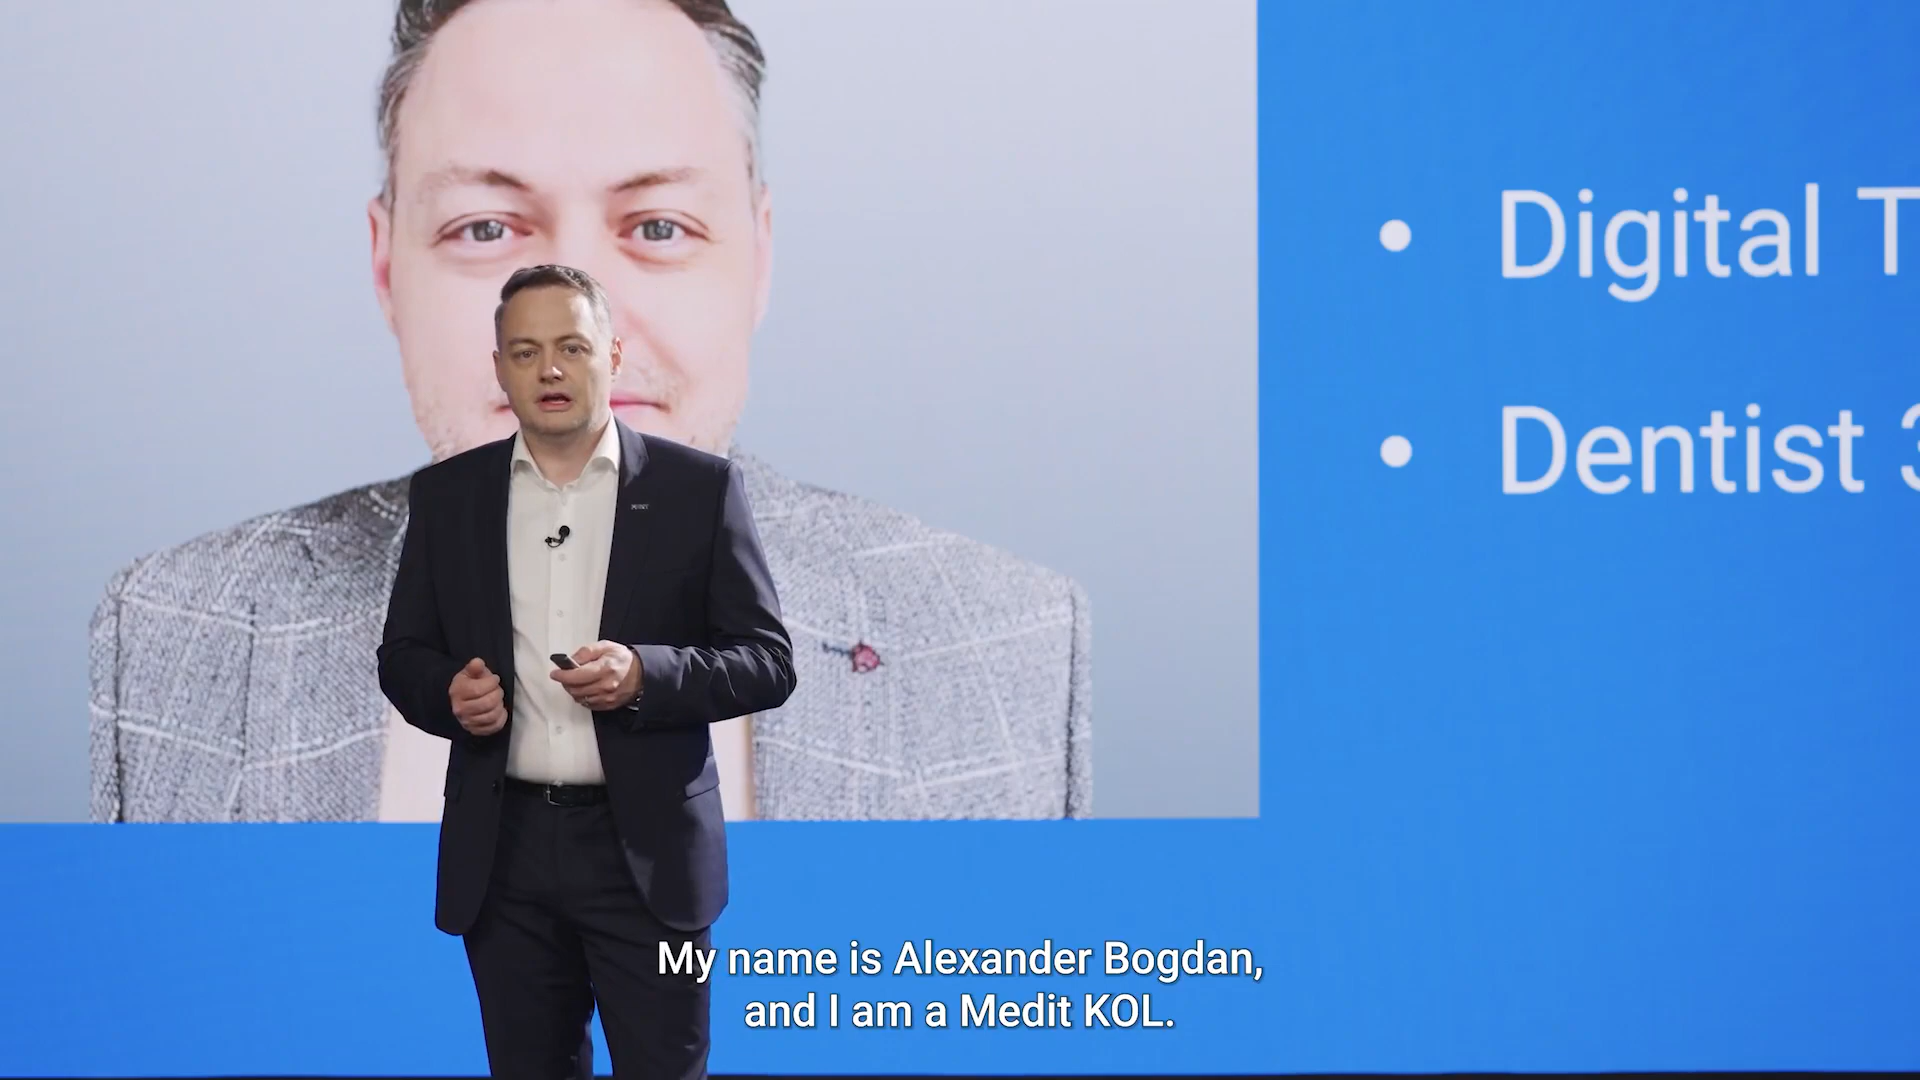 Digital T
Dentist 3
My name is Alexander Bogdan,
and I am a Medit KOL.